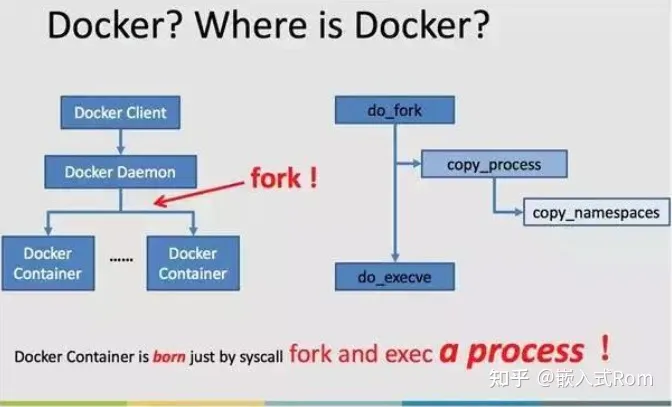 Docker? Where is Docker?
Docker Client
Docker Daemon
fork !
Docker
Container
......
Docker
Container
do_fork
copy_process
copy_namespaces
do_execve
Docker Container is born just by syscall fork and exec a process !
知乎 @嵌入式Rom